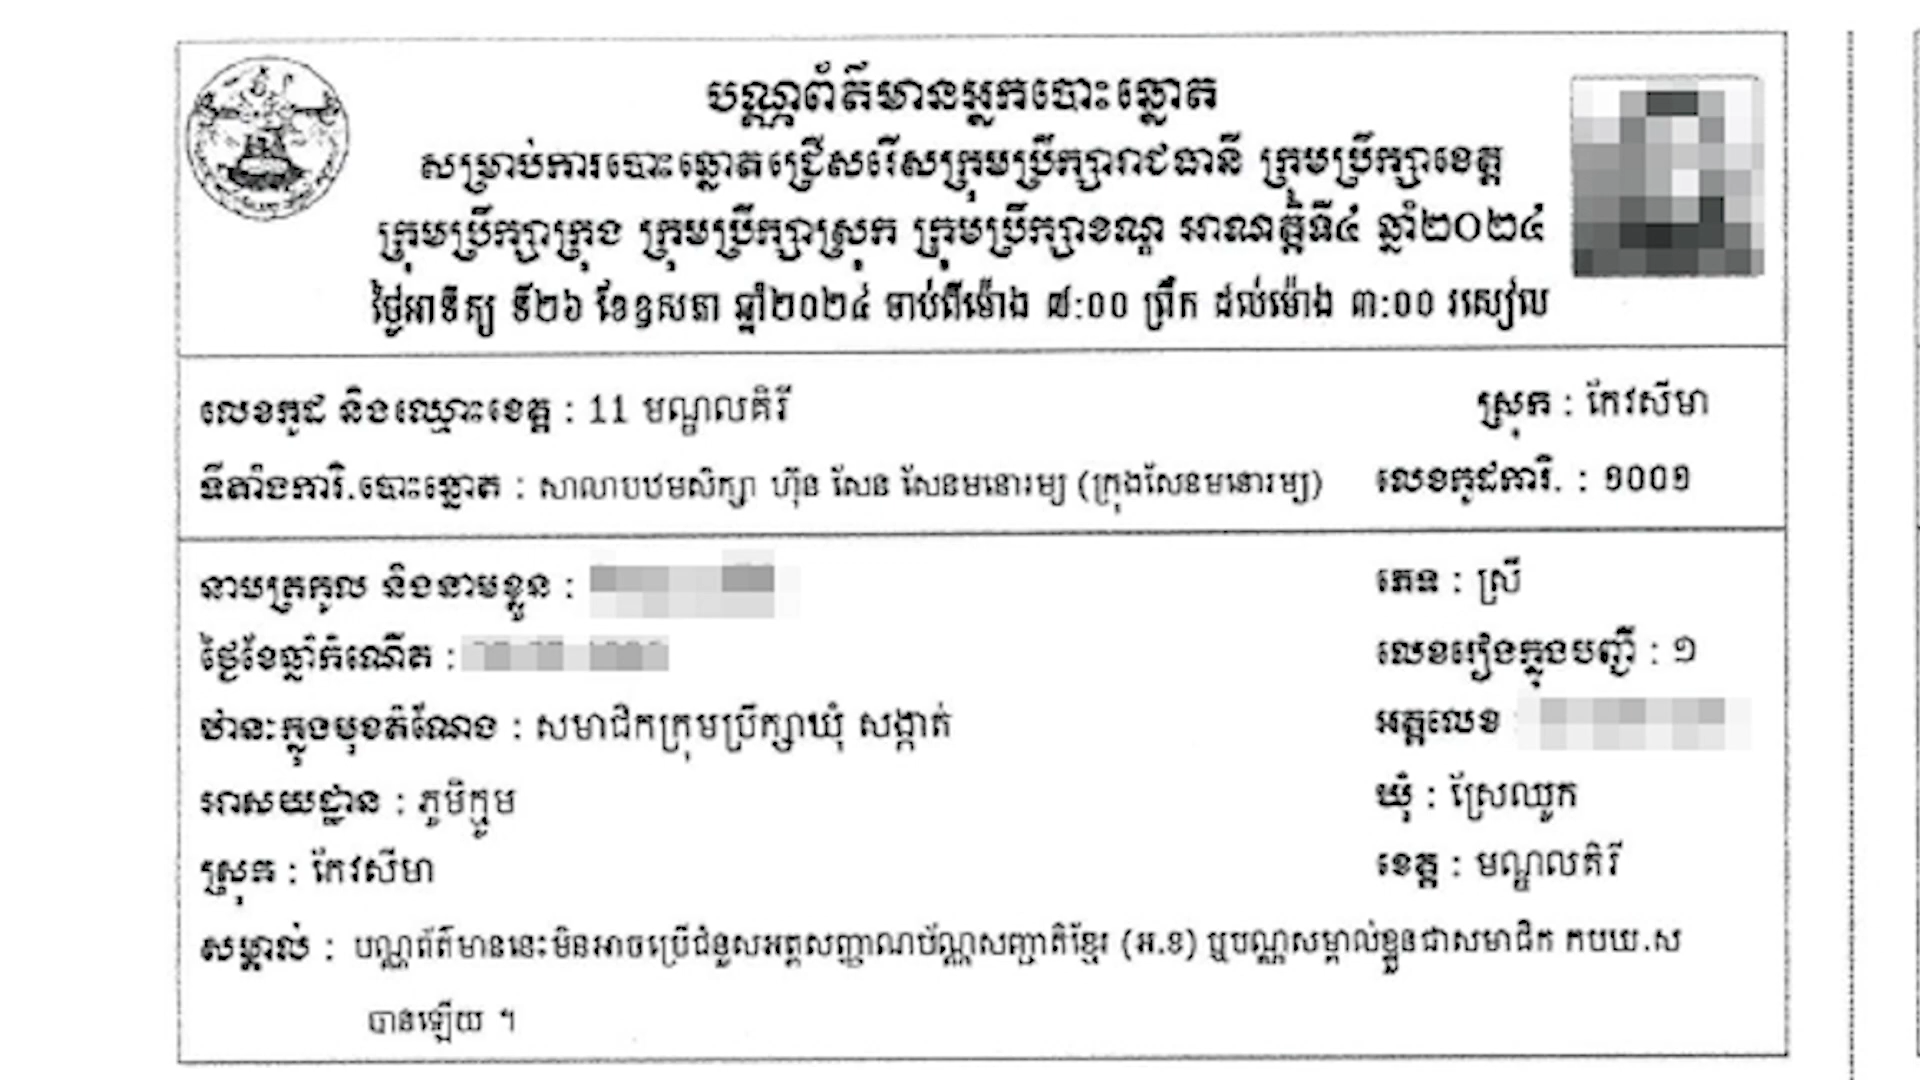 បណ្ណព័ត៌មានអ្នកបោះឆ្នោត
សម្រាប់ការបោះឆ្នោតជ្រើសរើសក្រុមប្រឹក្សារាជធានី ក្រុមប្រឹក្សាខេត្ត
ក្រុមប្រឹក្សាក្រុង ក្រុមប្រឹក្សាស្រុក ក្រុមប្រឹក្សាខណ្ឌ អាណត្តិទី៤ ឆ្នាំ២០២៤
ថ្ងៃអាទិត្យ ទី២៦ ខែឧសភា ឆ្នាំ២០២៤ ចាប់ពីម៉ោង ៧:០០ ព្រឹក ដល់ម៉ោង ៣:០០ រសៀល
លេខកូដ និងឈ្មោះខេត្ត : 11 មណ្ឌលគិរី ស្រុក : កែវសីមា
ទីតាំងការិ.បោះឆ្នោត : សាលាបឋមសិក្សា ហ៊ុន សែន សែនមនោរម្យ (ក្រុងសែនមនោរម្យ) លេខកូដការិ. : ១០០១
នាមត្រកូល និងនាមខ្លួន : ភេទ : ស្រី
ថ្ងៃខែឆ្នាំកំណើត : លេខរៀងក្នុងបញ្ជី : ១
ឋានៈក្នុងមុខតំណែង : សមាជិកក្រុមប្រឹក្សាឃុំ សង្កាត់ អត្តលេខ
អាសយដ្ឋាន : ភូមិក្មូម ឃុំ : ស្រែឈូក
ស្រុក : កែវសីមា ខេត្ត : មណ្ឌលគិរី
សម្គាល់ : បណ្ណព័ត៌មាននេះមិនអាចប្រើជំនួសអត្តសញ្ញាណប័ណ្ណសញ្ជាតិខ្មែរ (អ.ខ) ឬបណ្ណសម្គាល់ខ្លួនជាសមាជិក កបឃ.ស
បានឡើយ ។